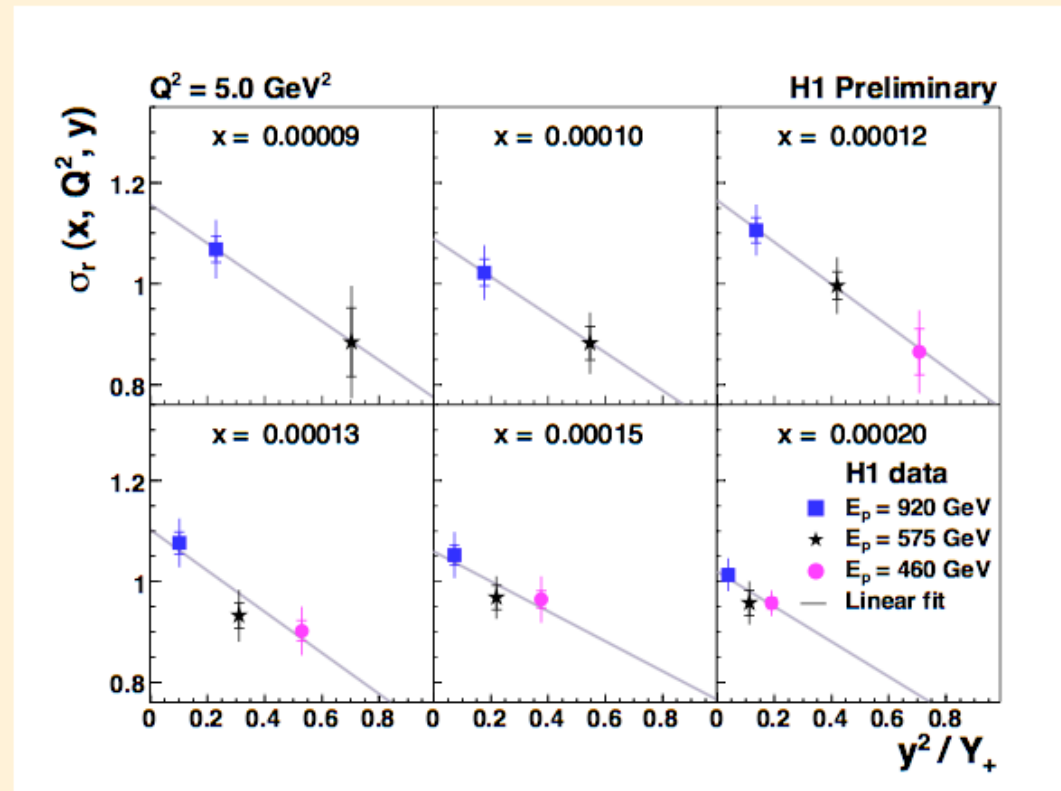 Q² = 5.0 GeV²
H1 Preliminary
σr (x, Q², y)
x = 0.00009
x = 0.00010
x = 0.00012
1.2
1
0.8
x = 0.00013
x = 0.00015
x = 0.00020
H1 data
Ep = 920 GeV
Ep = 575 GeV
Ep = 460 GeV
Linear fit
1.2
1
0.8
0 0.2 0.4 0.6 0.8 0 0.2 0.4 0.6 0.8 0 0.2 0.4 0.6 0.8
y² / Y+